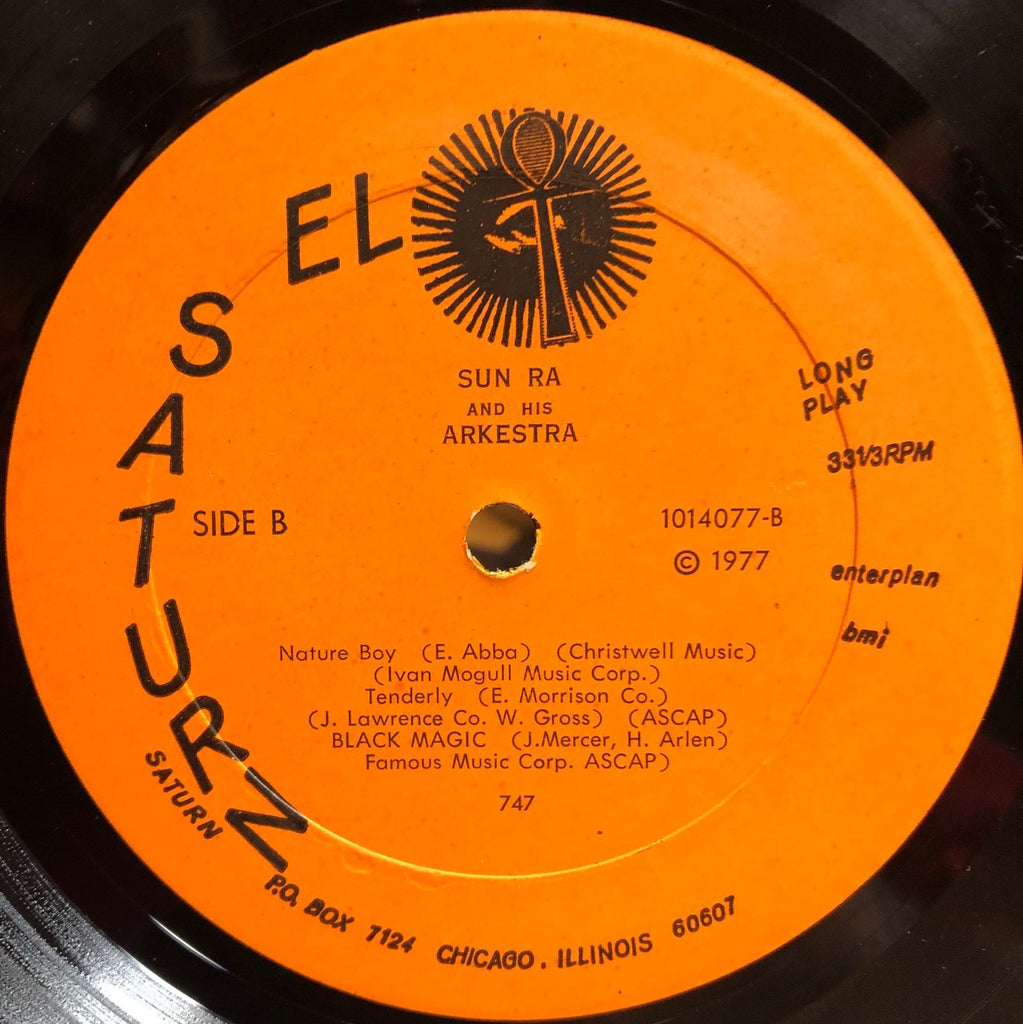 EL
SATURN
SUN RA
AND HIS
ARKESTRA
LONG
PLAY
33 1/3 RPM
SIDE B
1014077-B
© 1977
enterplan
bmi
Nature Boy (E. Abba) (Christwell Music)
(Ivan Mogull Music Corp.)
Tenderly (E. Morrison Co.)
(J. Lawrence Co. W. Gross) (ASCAP)
BLACK MAGIC (J.Mercer, H. Arlen)
Famous Music Corp. ASCAP)
747
SATURN
P.O. BOX 7124 CHICAGO. ILLINOIS 60607